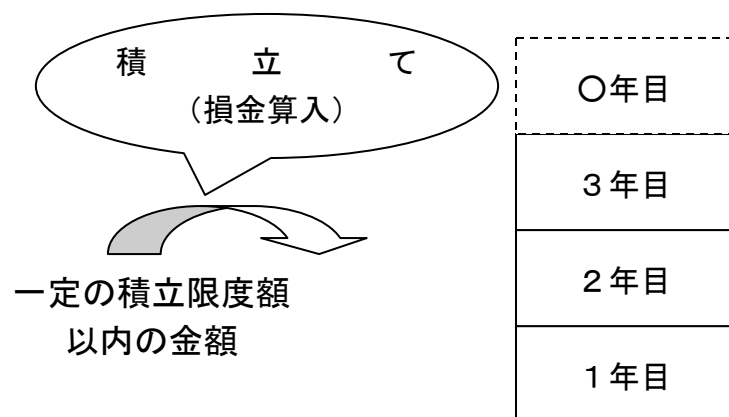 積立て
(損金算入)
一定の積立限度額
以内の金額
〇年目
3年目
2年目
1年目